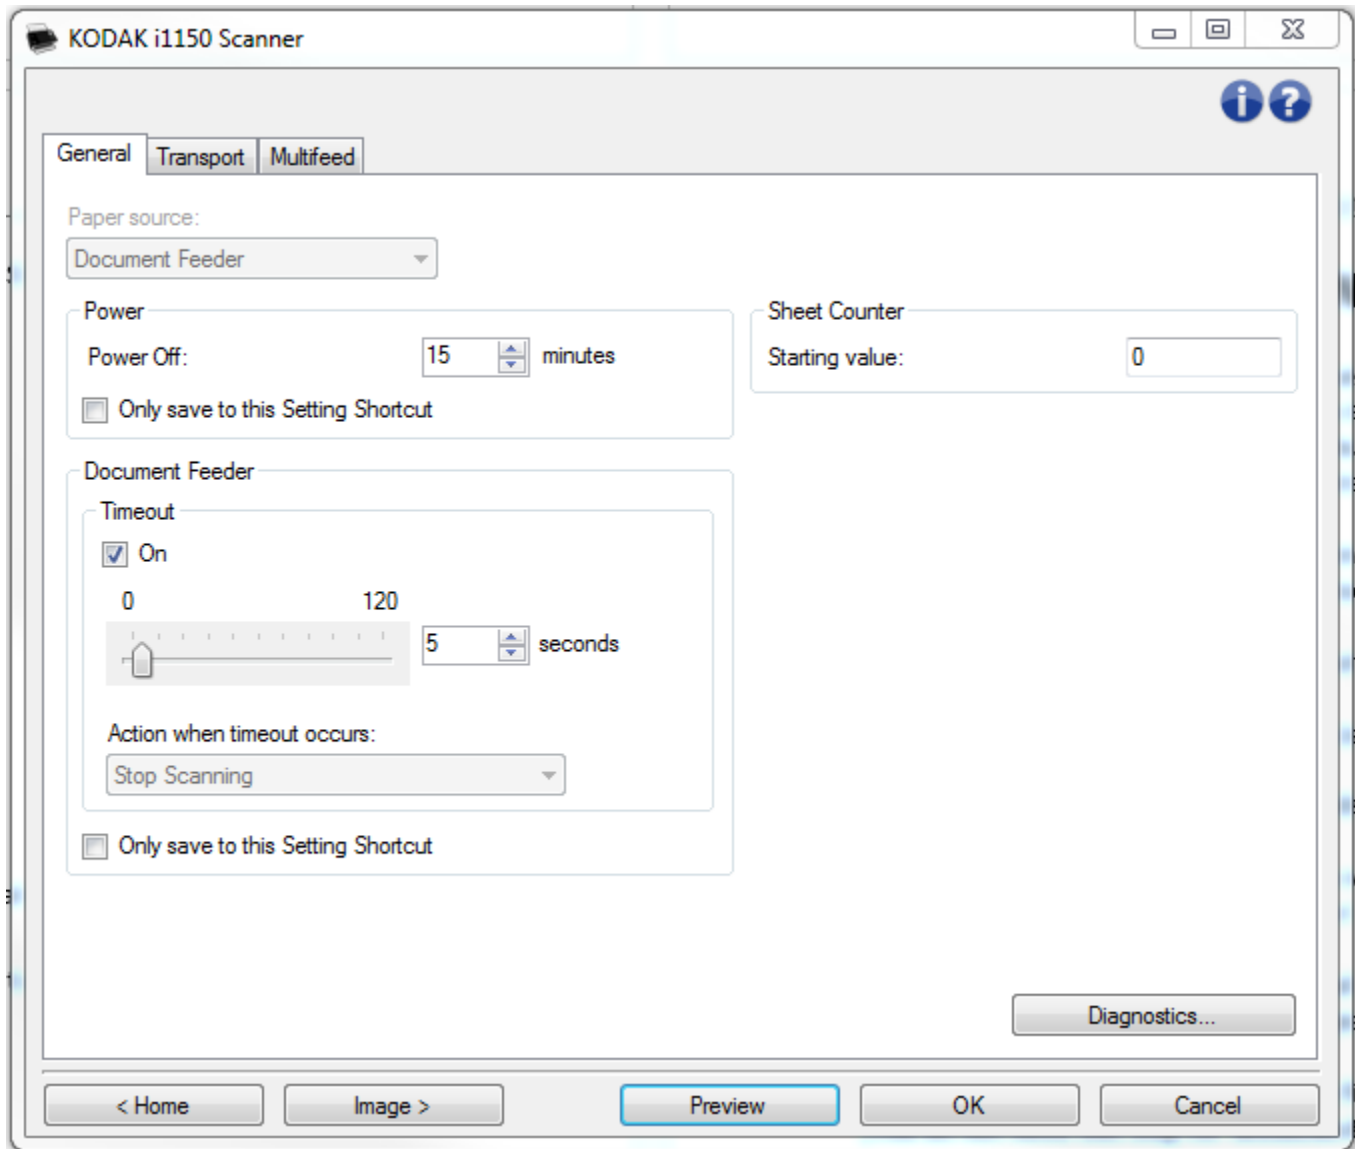 KODAK i1150 Scanner
General Transport Multifeed
Paper source:
Document Feeder
Power
Power Off: 15 minutes
Only save to this Setting Shortcut
Sheet Counter
Starting value: 0
Document Feeder
Timeout
On
0 120
5 seconds
Action when timeout occurs:
Stop Scanning
Only save to this Setting Shortcut
Diagnostics...
< Home Image > Preview OK Cancel